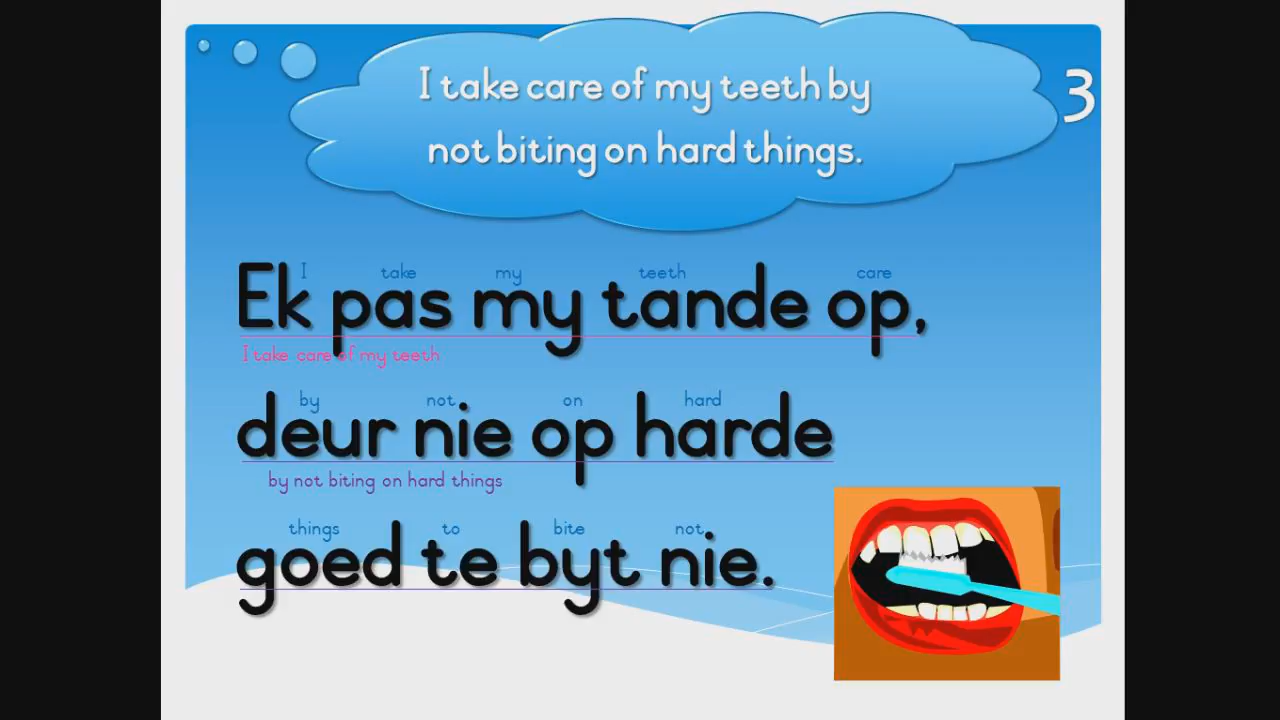 I take care of my teeth by
not biting on hard things.
3
I take my teeth care
Ek pas my tande op,
I take care of my teeth
by not on hard
deur nie op harde
by not biting on hard things
things to bite not
goed te byt nie.